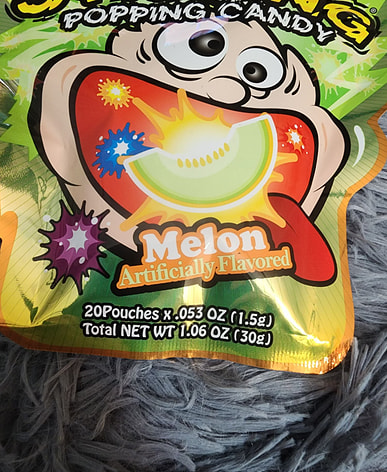 POPPING CANDY
Melon
Artificially Flavored
20Pouches x .053 OZ (1.5g)
Total NET WT 1.06 OZ (30g)